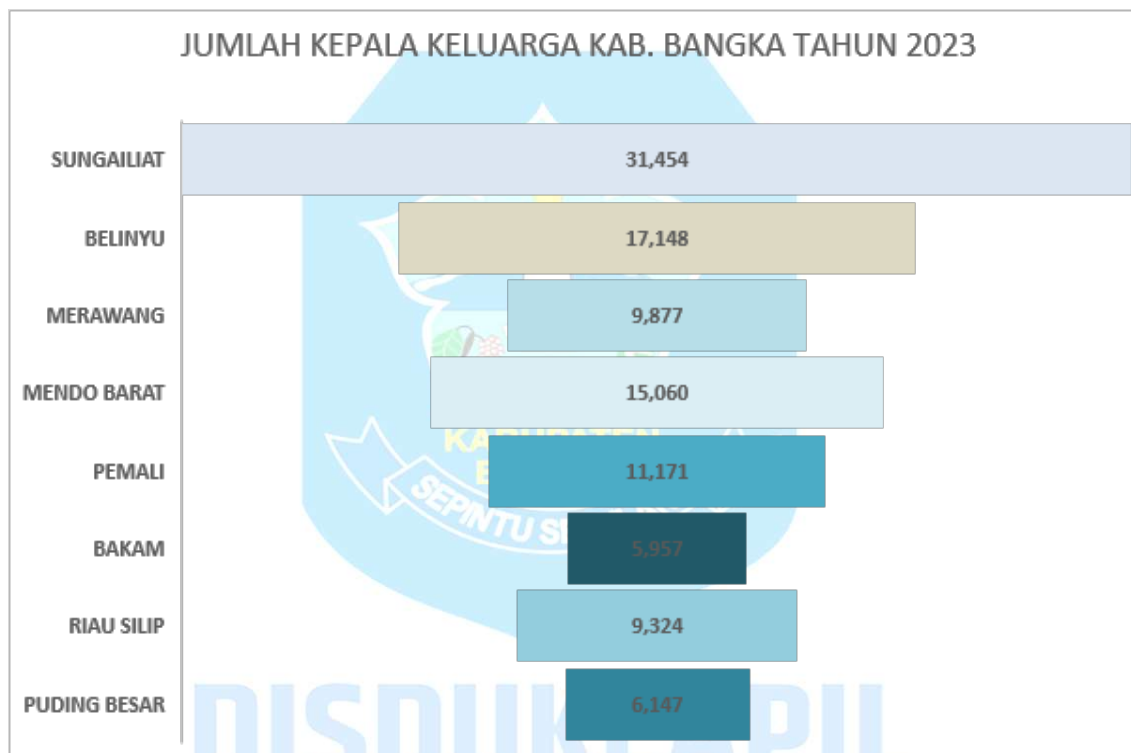 JUMLAH KEPALA KELUARGA KAB. BANGKA TAHUN 2023
SUNGAILIAT 31,454
BELINYU 17,148
MERAWANG 9,877
MENDO BARAT 15,060
PEMALI 11,171
BAKAM 5,957
RIAU SILIP 9,324
PUDING BESAR 6,147
SEPINTU